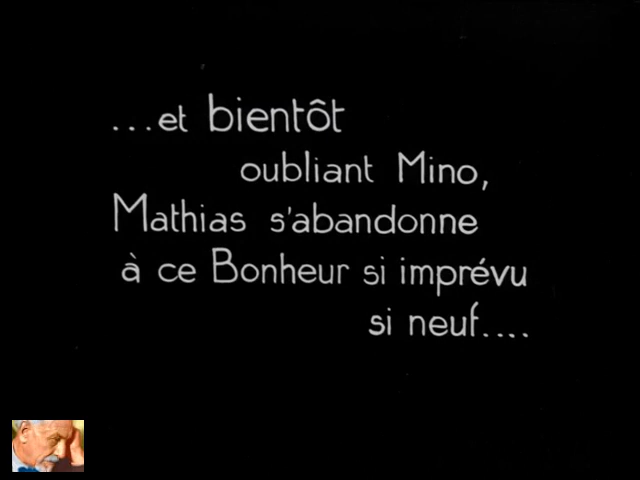 ...et bientôt
oubliant Mino,
Mathias s'abandonne
à ce Bonheur si imprévu
si neuf....